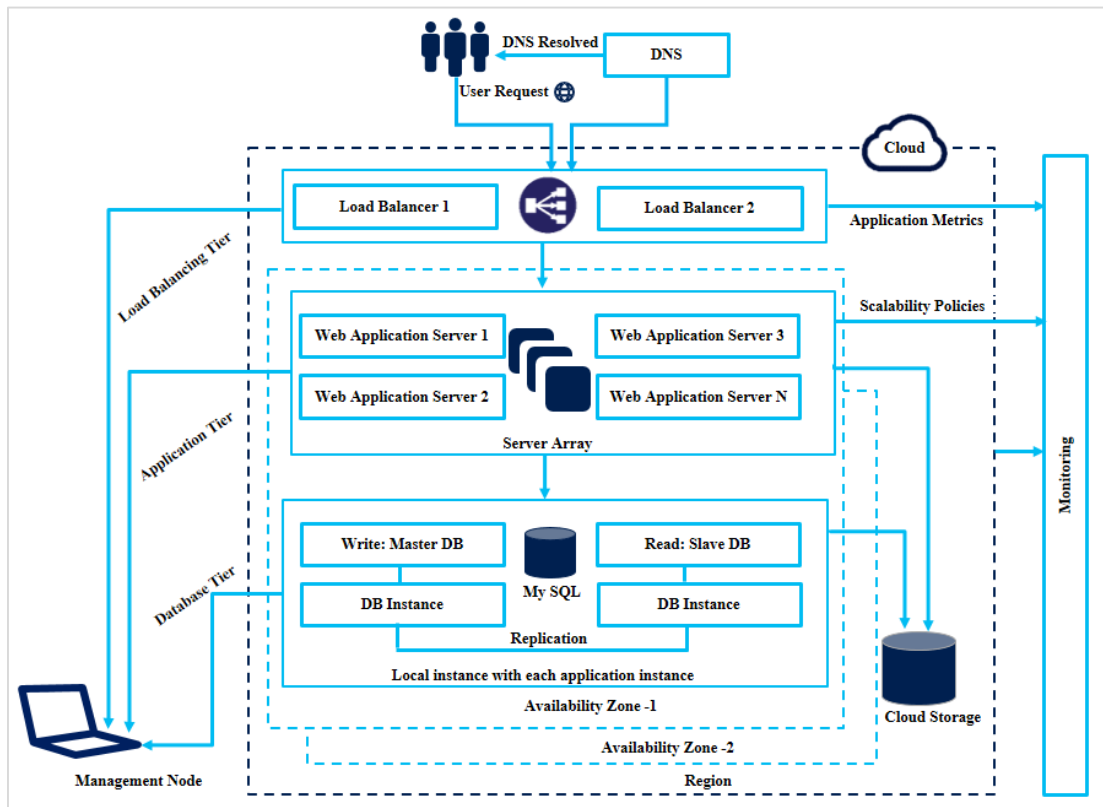 DNS Resolved
DNS
User Request
Cloud
Load Balancer 1
Load Balancer 2
Application Metrics
Load Balancing Tier
Scalability Policies
Web Application Server 1
Web Application Server 3
Web Application Server 2
Web Application Server N
Server Array
Application Tier
Monitoring
Write: Master DB
Read: Slave DB
My SQL
DB Instance
DB Instance
Replication
Database Tier
Local instance with each application instance
Availability Zone -1
Cloud Storage
Availability Zone -2
Management Node
Region